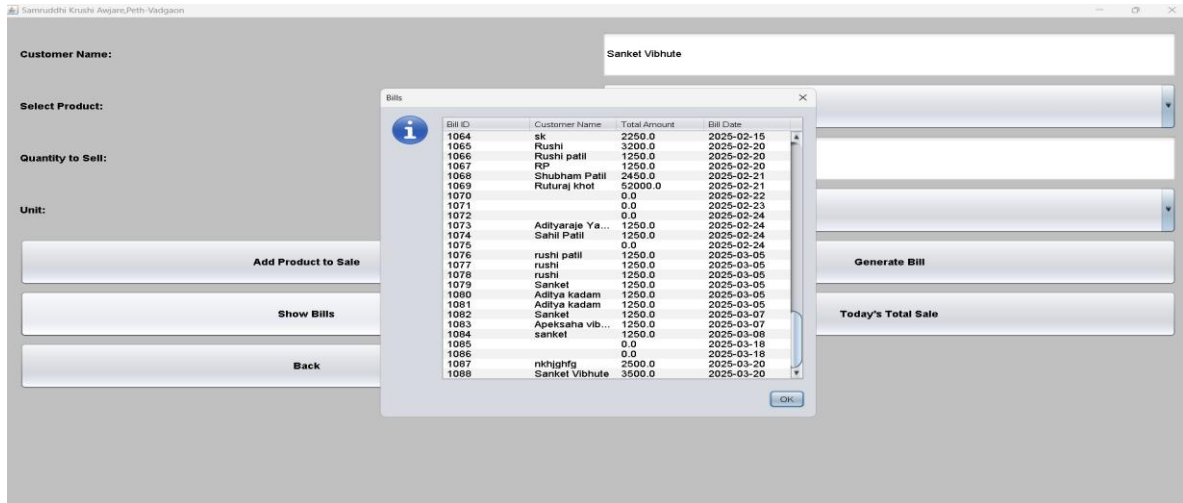 Samruddhi Krushi Awjare,Peth-Vadgaon
Customer Name:
Sanket Vibhute
Select Product:
Quantity to Sell:
Unit:
Add Product to Sale
Generate Bill
Show Bills
Today's Total Sale
Back
Bills
Bill ID Customer Name Total Amount Bill Date
1064 sk 2250.0 2025-02-15
1065 Rushi 3200.0 2025-02-20
1066 Rushi patil 1250.0 2025-02-20
1067 RP 1250.0 2025-02-20
1068 Shubham Patil 2450.0 2025-02-21
1069 Ruturaj khot 52000.0 2025-02-21
1070 0.0 2025-02-22
1071 0.0 2025-02-23
1072 0.0 2025-02-24
1073 Adityaraje Ya... 1250.0 2025-02-24
1074 Sahil Patil 1250.0 2025-02-24
1075 0.0 2025-02-24
1076 rushi patil 1250.0 2025-03-05
1077 rushi 1250.0 2025-03-05
1078 rushi 1250.0 2025-03-05
1079 Sanket 1250.0 2025-03-05
1080 Aditya kadam 1250.0 2025-03-05
1081 Aditya kadam 1250.0 2025-03-05
1082 Sanket 1250.0 2025-03-07
1083 Apeksaha vib... 1250.0 2025-03-07
1084 sanket 1250.0 2025-03-08
1085 0.0 2025-03-18
1086 0.0 2025-03-18
1087 nkhjghfg 2500.0 2025-03-20
1088 Sanket Vibhute 3500.0 2025-03-20
OK